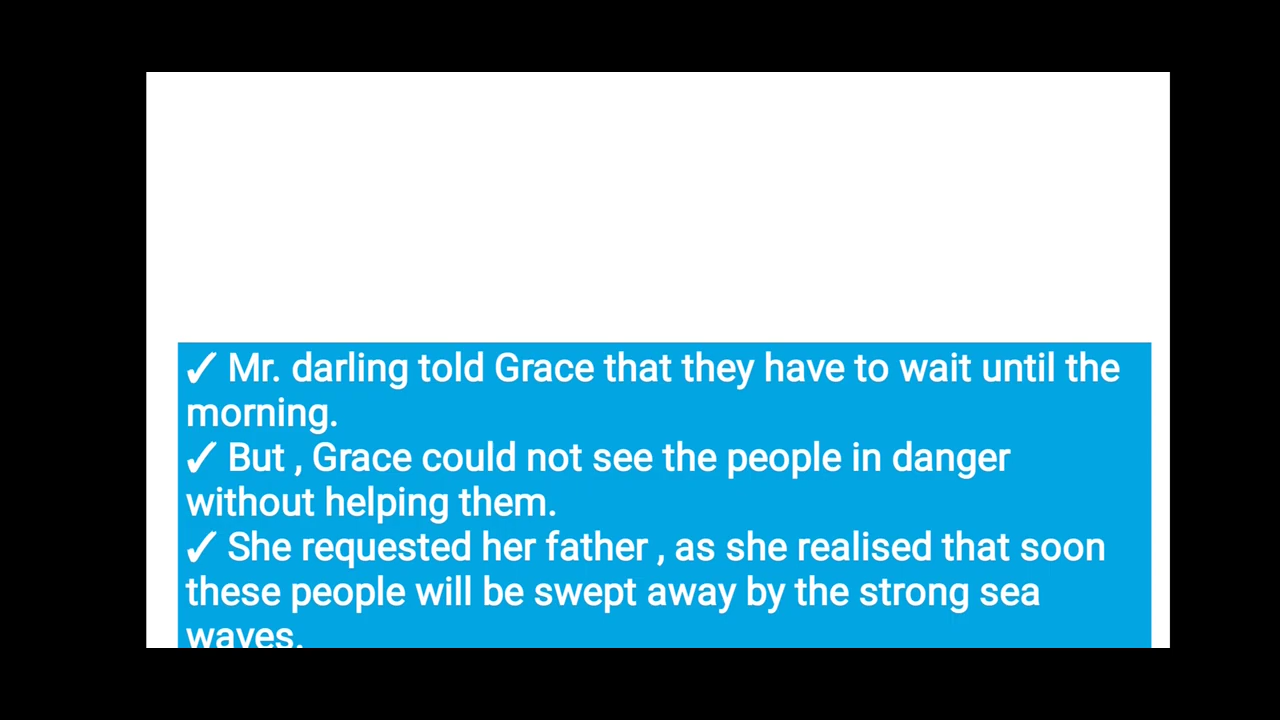 ✓ Mr. darling told Grace that they have to wait until the
morning.
✓ But , Grace could not see the people in danger
without helping them.
✓ She requested her father , as she realised that soon
these people will be swept away by the strong sea
waves.